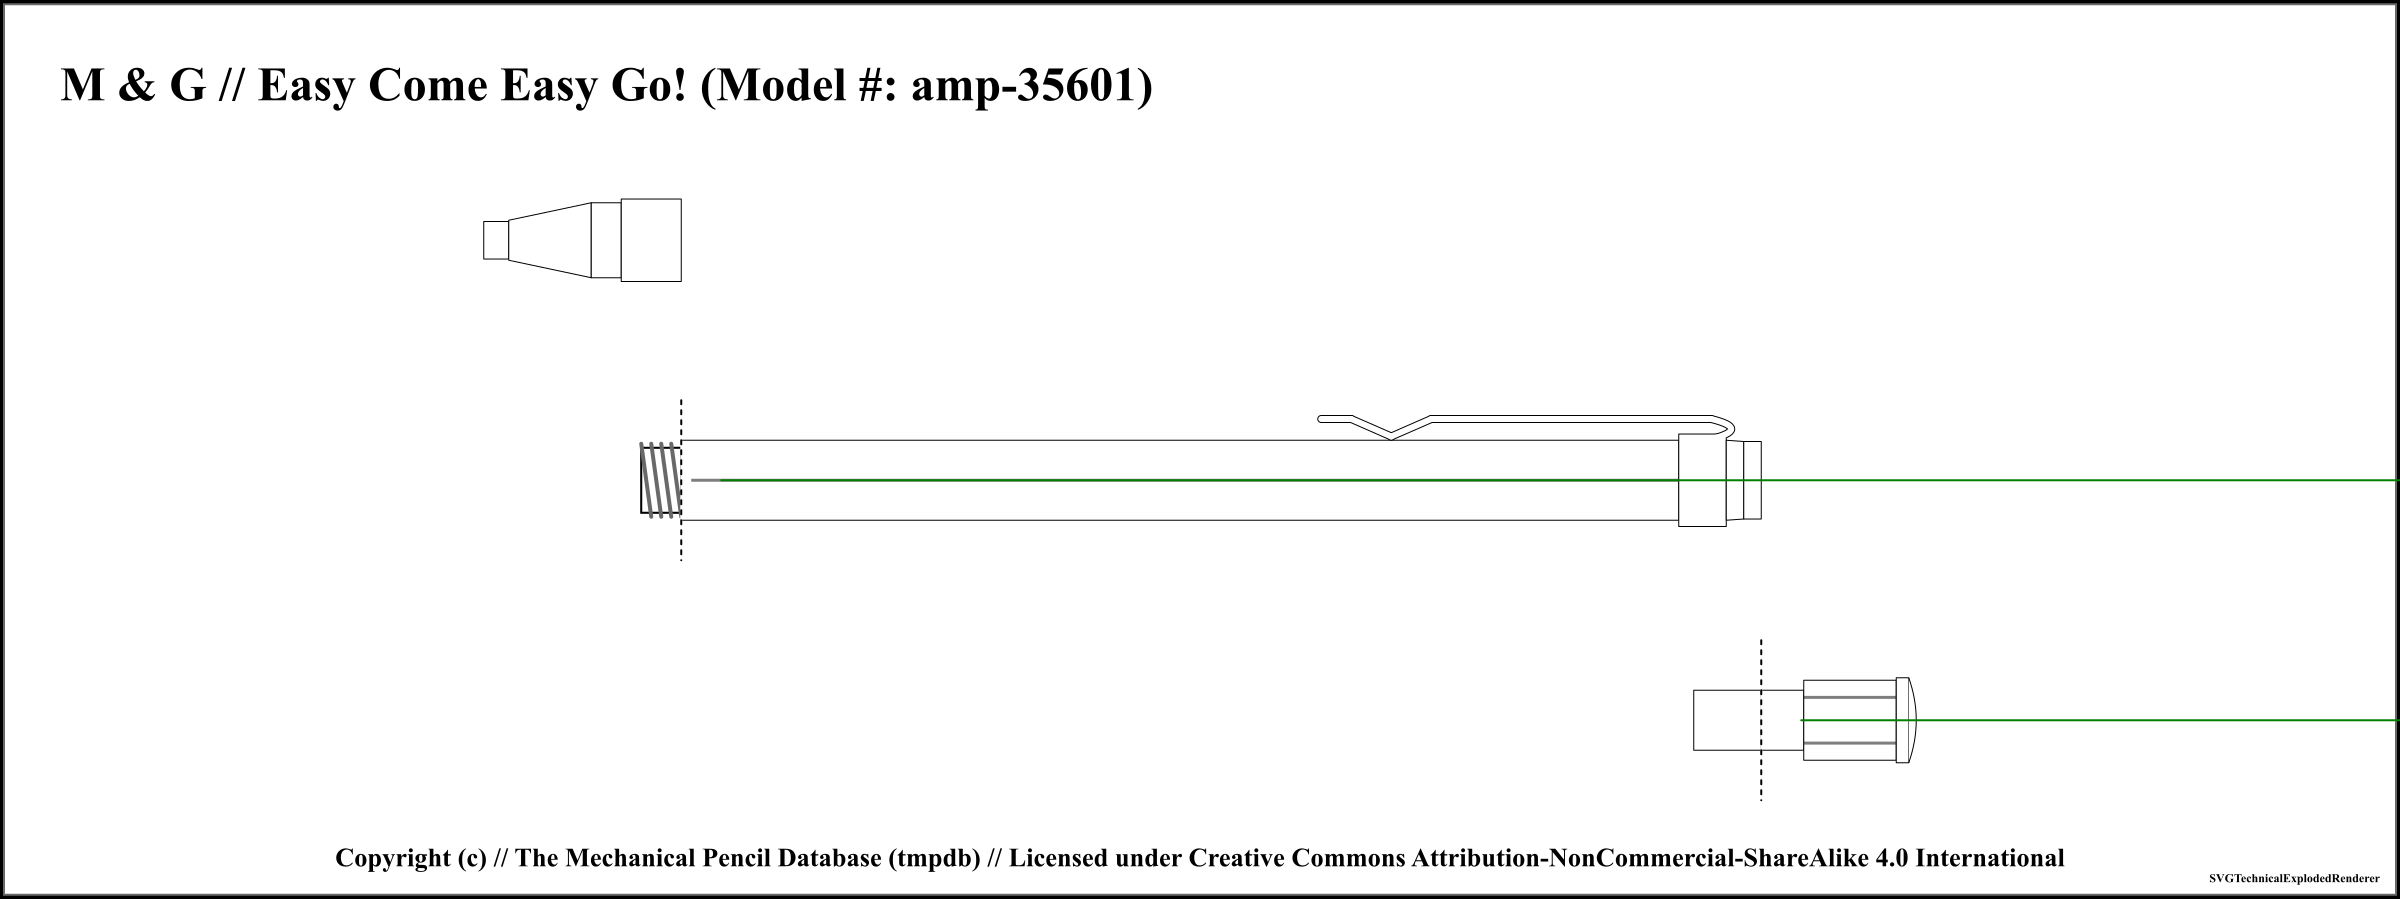 M & G // Easy Come Easy Go! (Model #: amp-35601)
Copyright (c) // The Mechanical Pencil Database (tmpdb) // Licensed under Creative Commons Attribution-NonCommercial-ShareAlike 4.0 International
SVGTechnicalExplodedRenderer